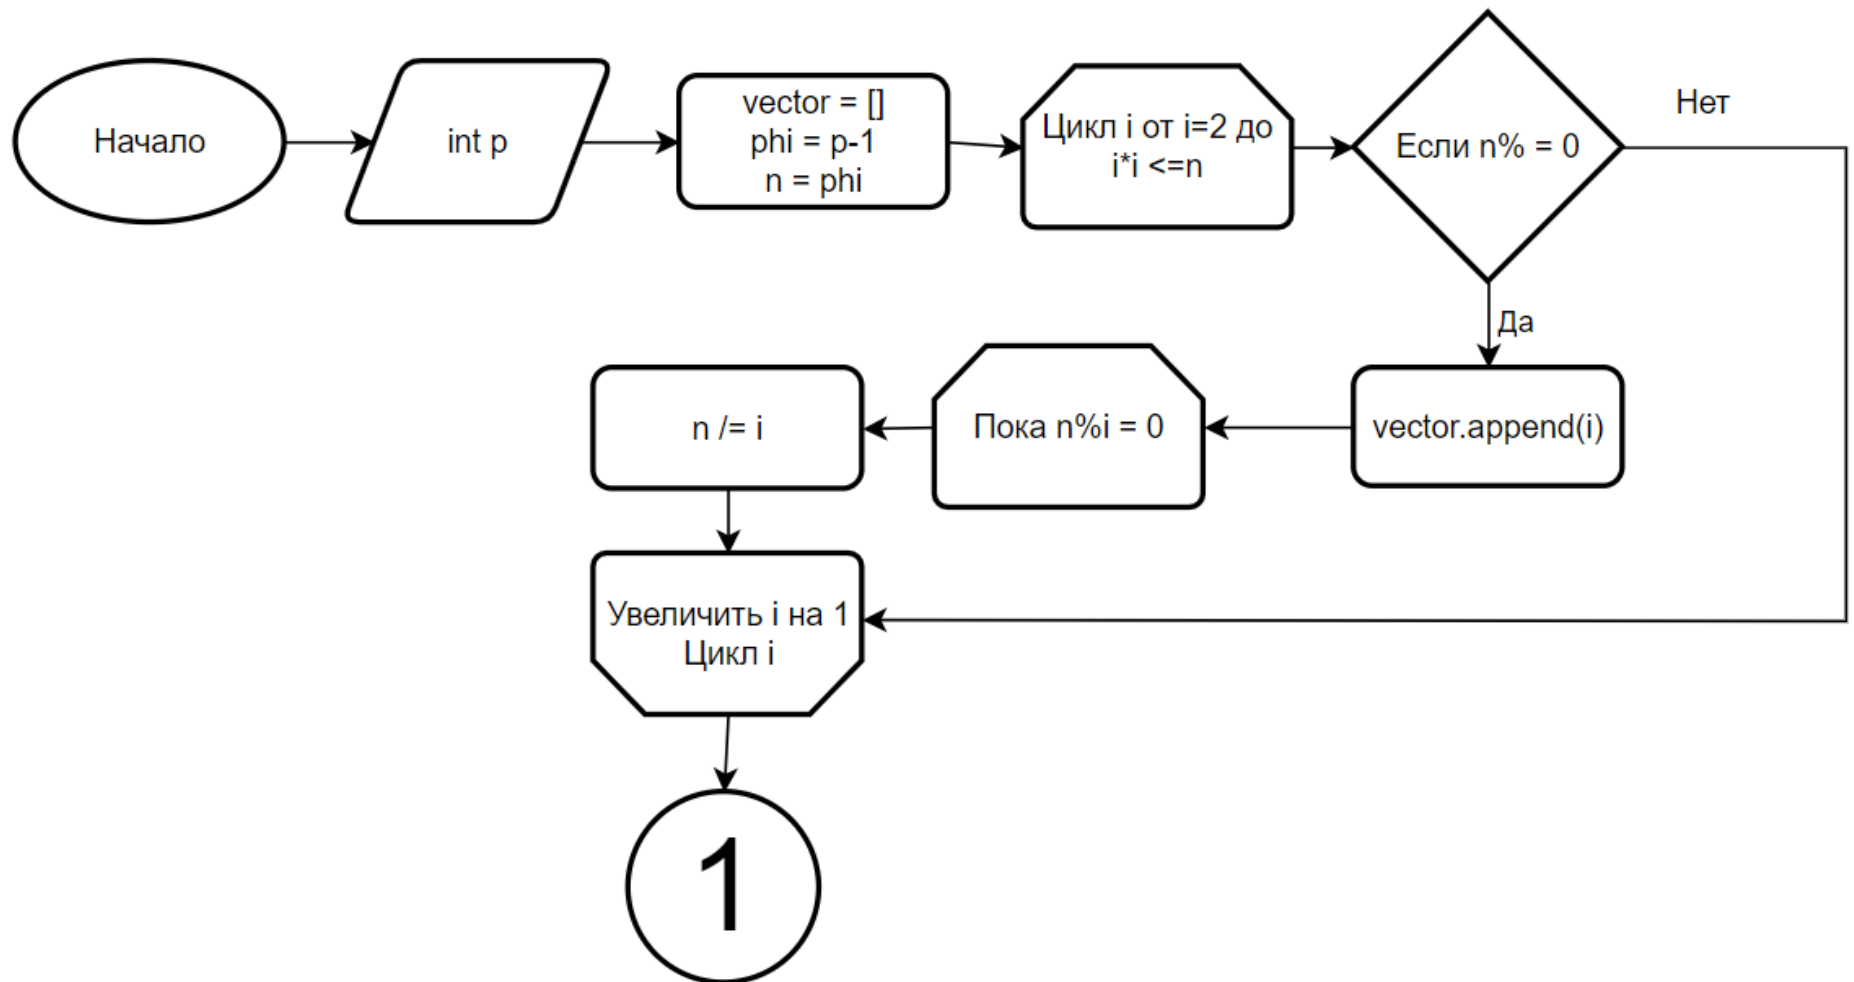 Начало
int p
vector = []
phi = p-1
n = phi
Цикл i от i=2 до
i*i <=n
Если n% = 0
Нет
Да
vector.append(i)
Пока n%i = 0
n /= i
Увеличить i на 1
Цикл i
1